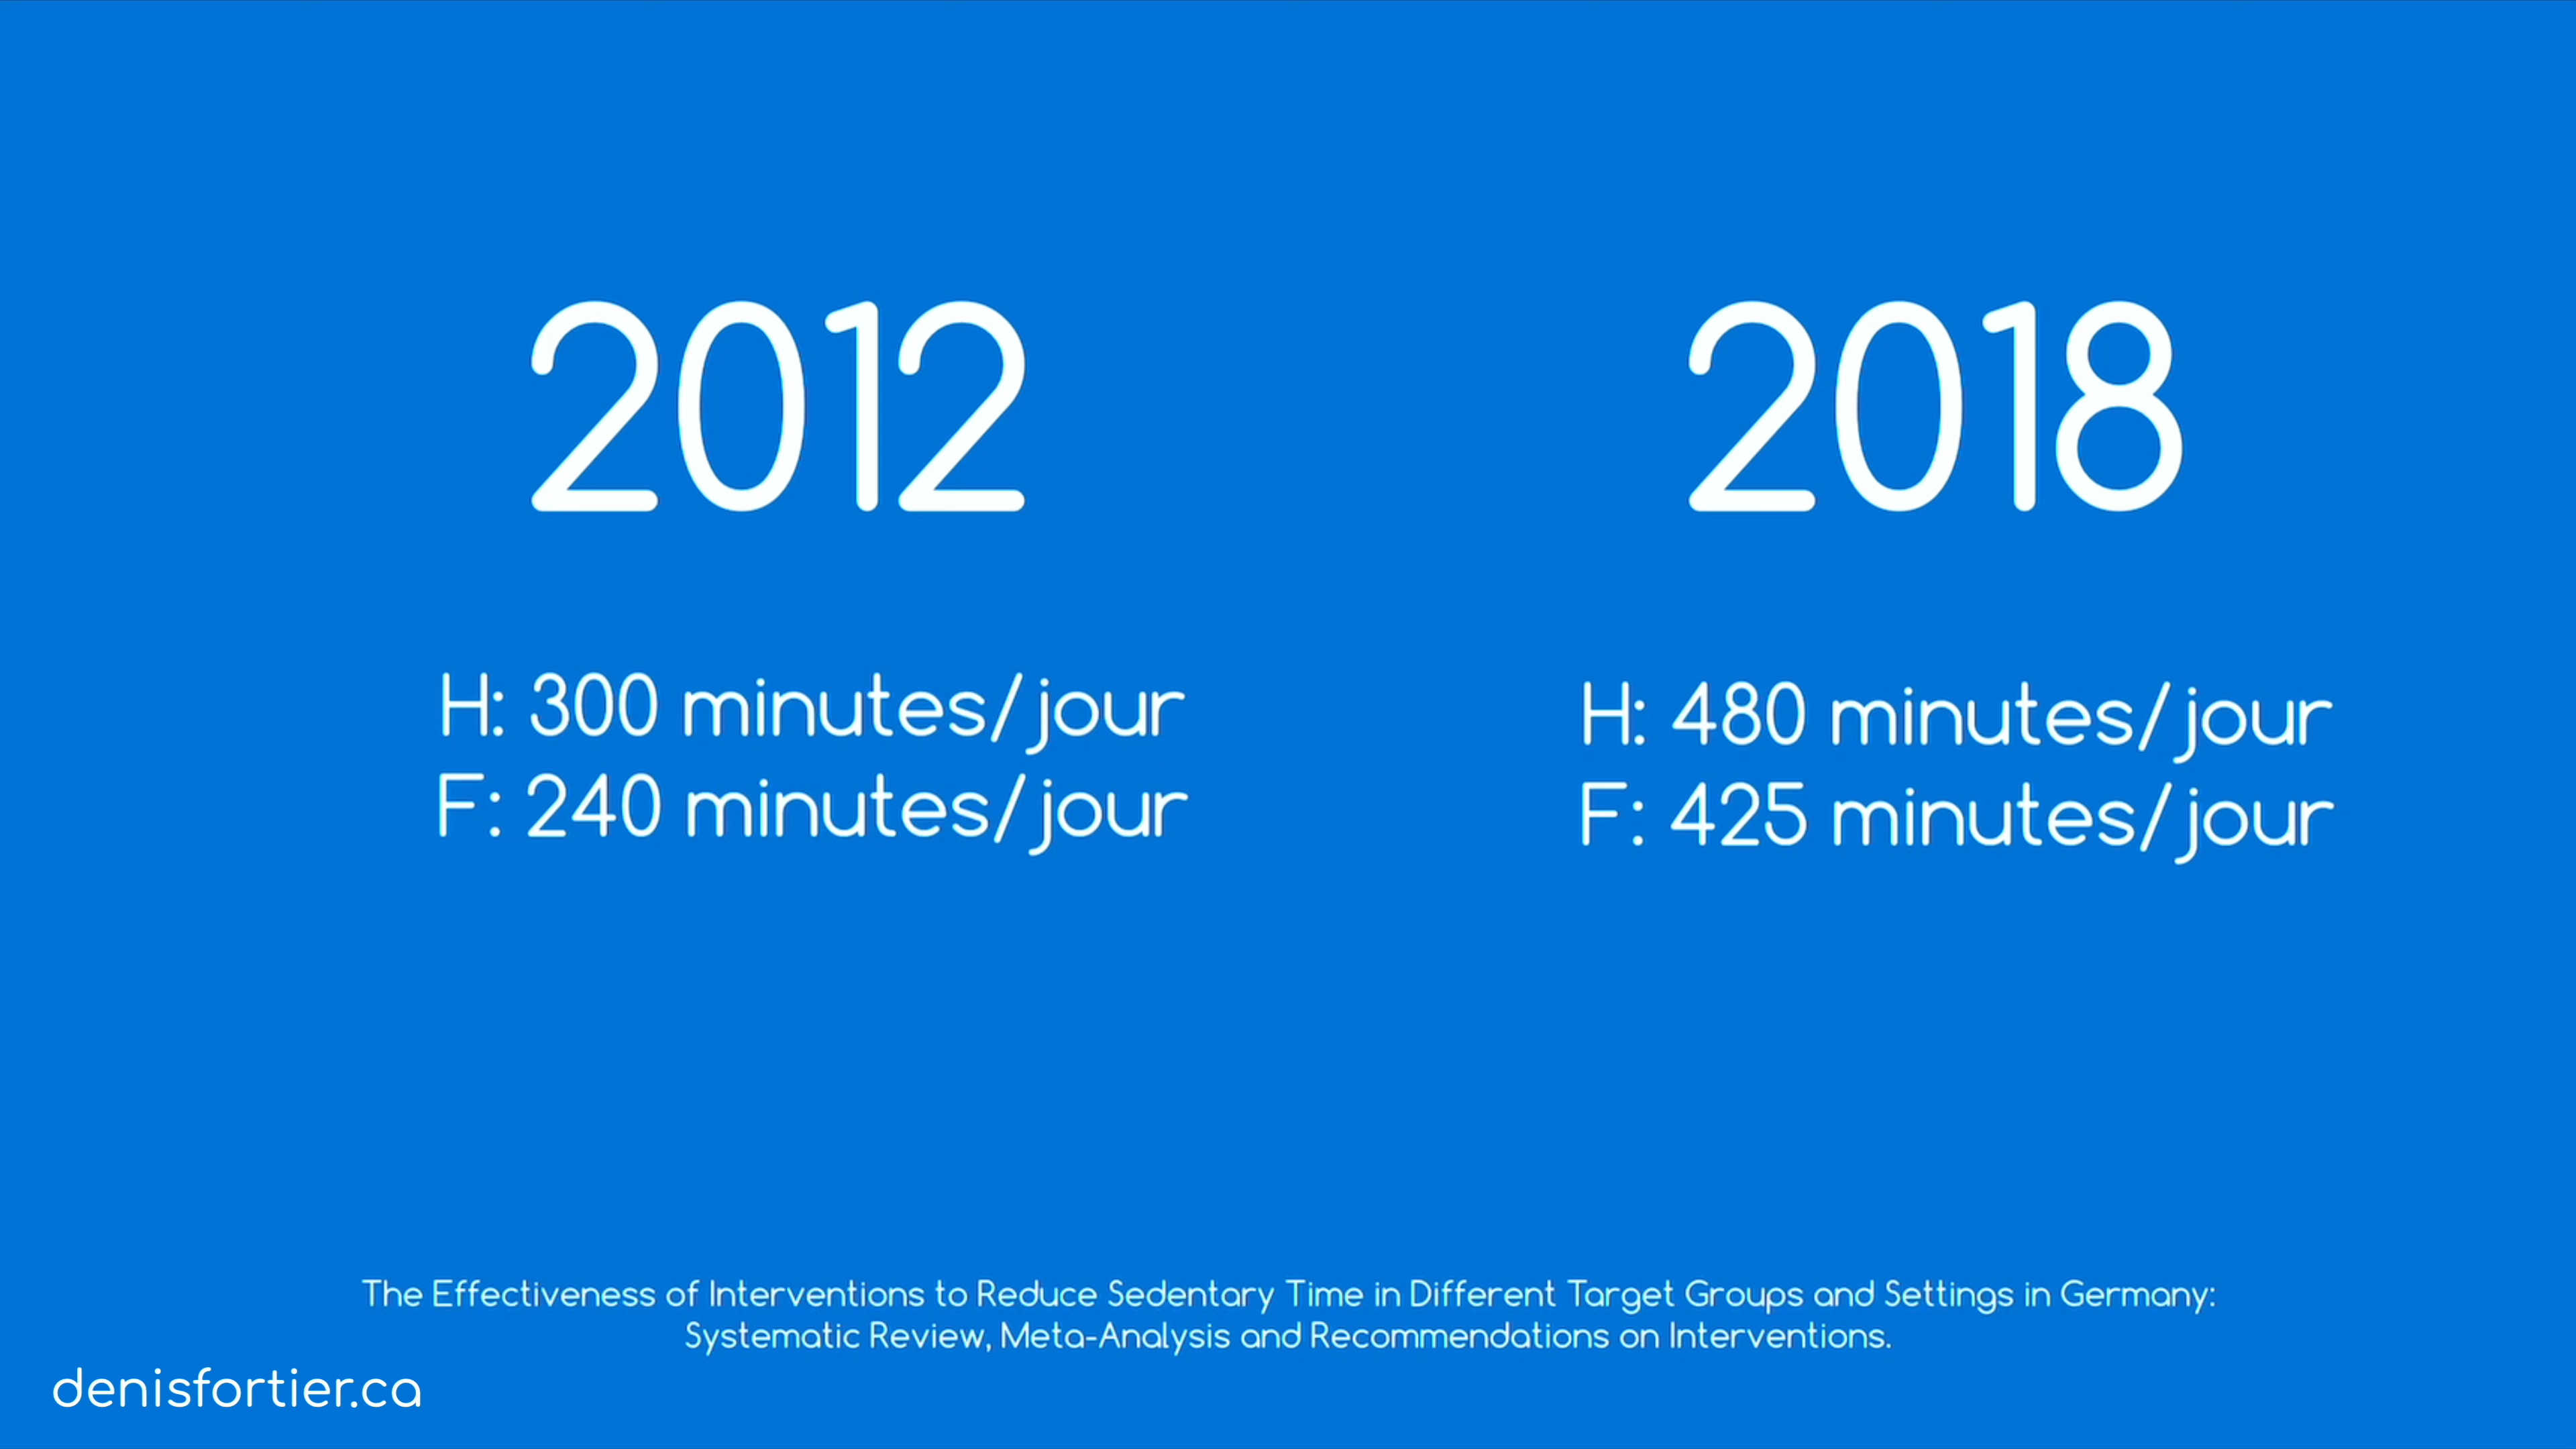 2012
H: 300 minutes/jour
F: 240 minutes/jour
2018
H: 480 minutes/jour
F: 425 minutes/jour
The Effectiveness of Interventions to Reduce Sedentary Time in Different Target Groups and Settings in Germany:
Systematic Review, Meta-Analysis and Recommendations on Interventions.
denisfortier.ca